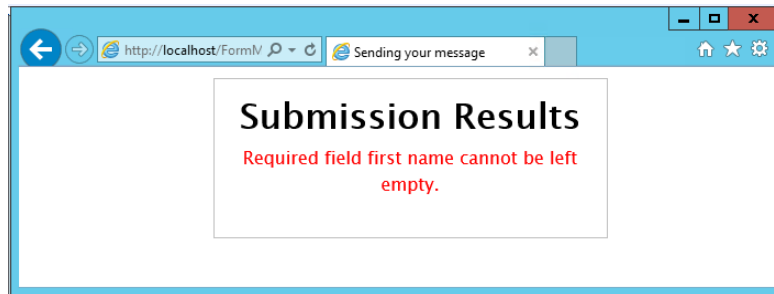 http://localhost/FormM
Sending your message
Submission Results
Required field first name cannot be left
empty.